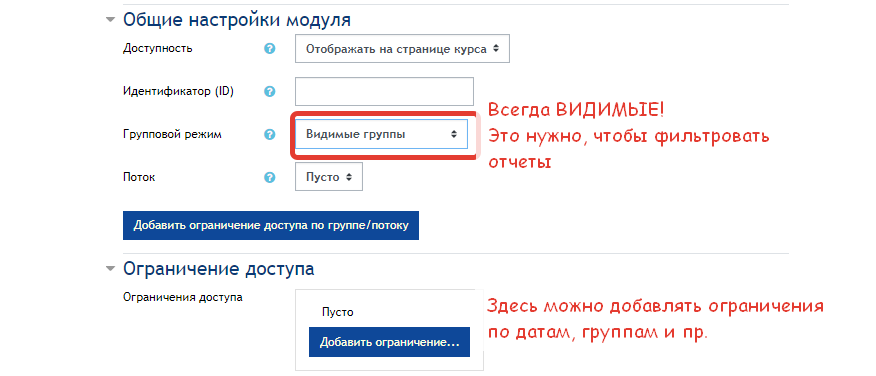 Общие настройки модуля
Доступность
Отображать на странице курса
Идентификатор (ID)
Всегда ВИДИМЫЕ!
Групповой режим
Видимые группы
Это нужно, чтобы фильтровать
отчеты
Поток
Пусто
Добавить ограничение доступа по группе/потоку
Ограничение доступа
Ограничения доступа
Пусто
Добавить ограничение...
Здесь можно добавлять ограничения
по датам, группам и пр.